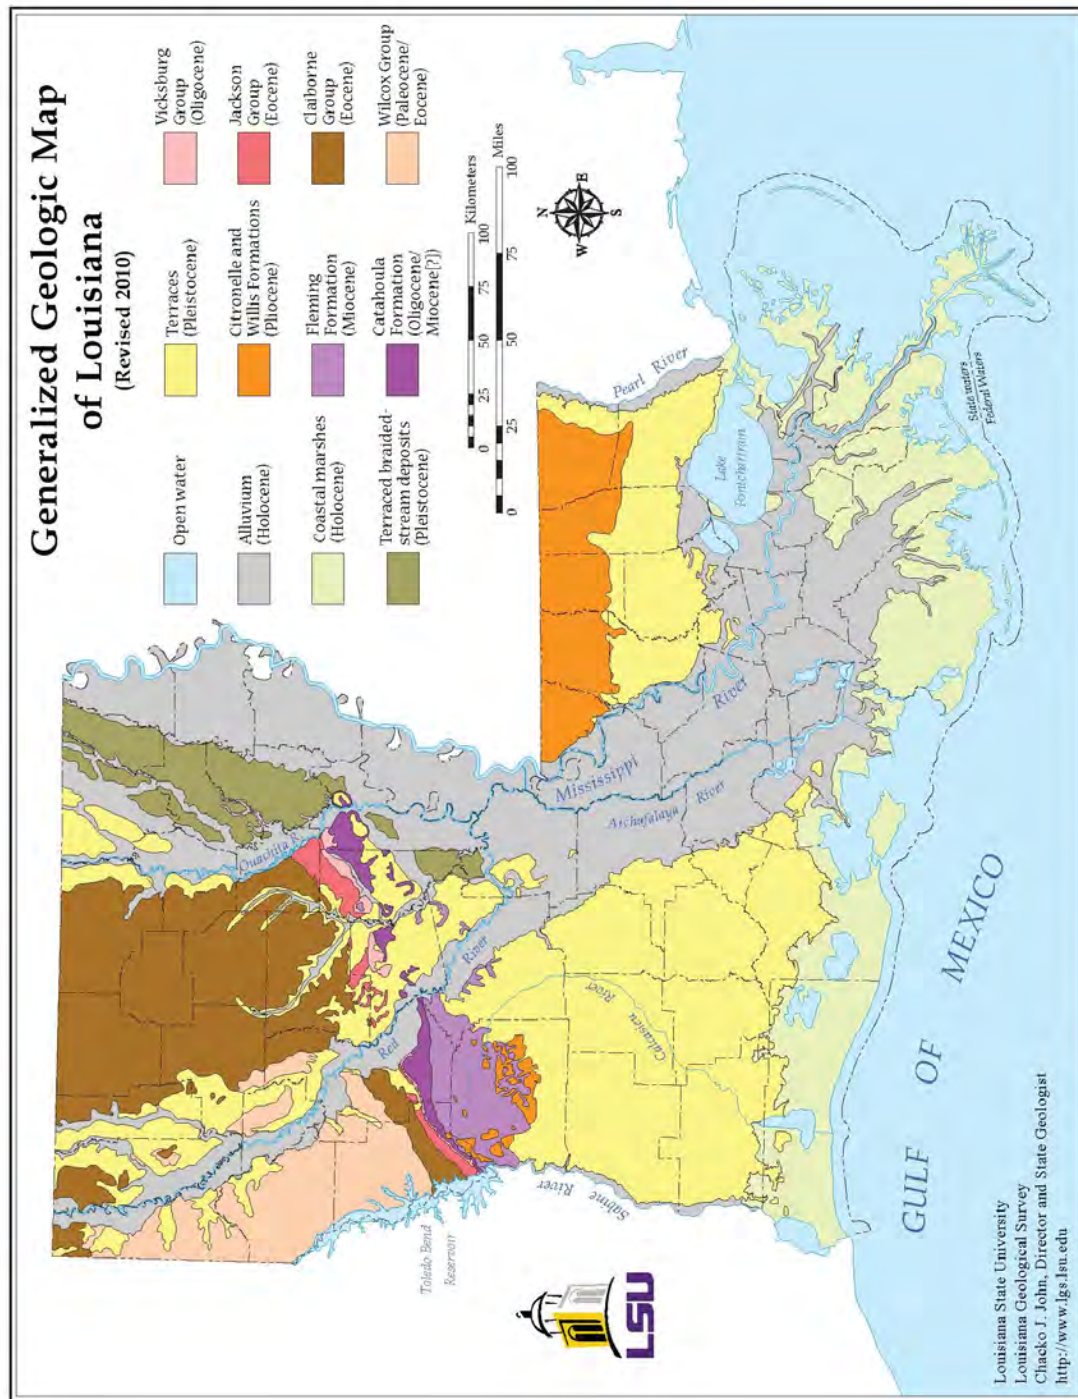 Generalized Geologic Map
of Louisiana
(Revised 2010)
Open water
Alluvium
(Holocene)
Coastal marshes
(Holocene)
Terraced braided-
stream deposits
(Pleistocene)
Terraces
(Pleistocene)
Citronelle and
Willis Formations
(Pliocene)
Fleming
Formation
(Miocene)
Catahoula
Formation
(Oligocene/
Miocene[?])
Vicksburg
Group
(Oligocene)
Jackson
Group
(Eocene)
Claiborne
Group
(Eocene)
Wilcox Group
(Paleocene/
Eocene)
0 25 50 75 100
Kilometers
0 25 50 75 100
Miles
N
W E
S
Ouachita R.
Red River
Toledo Bend
Reservoir
Sabine River
Calcasieu River
Mississippi River
Atchafalaya River
Pearl River
Lake
Pontchartrain
State waters
Federal Waters
GULF OF MEXICO
LSU
Louisiana State University
Louisiana Geological Survey
Chacko J. John, Director and State Geologist
http://www.lgs.lsu.edu